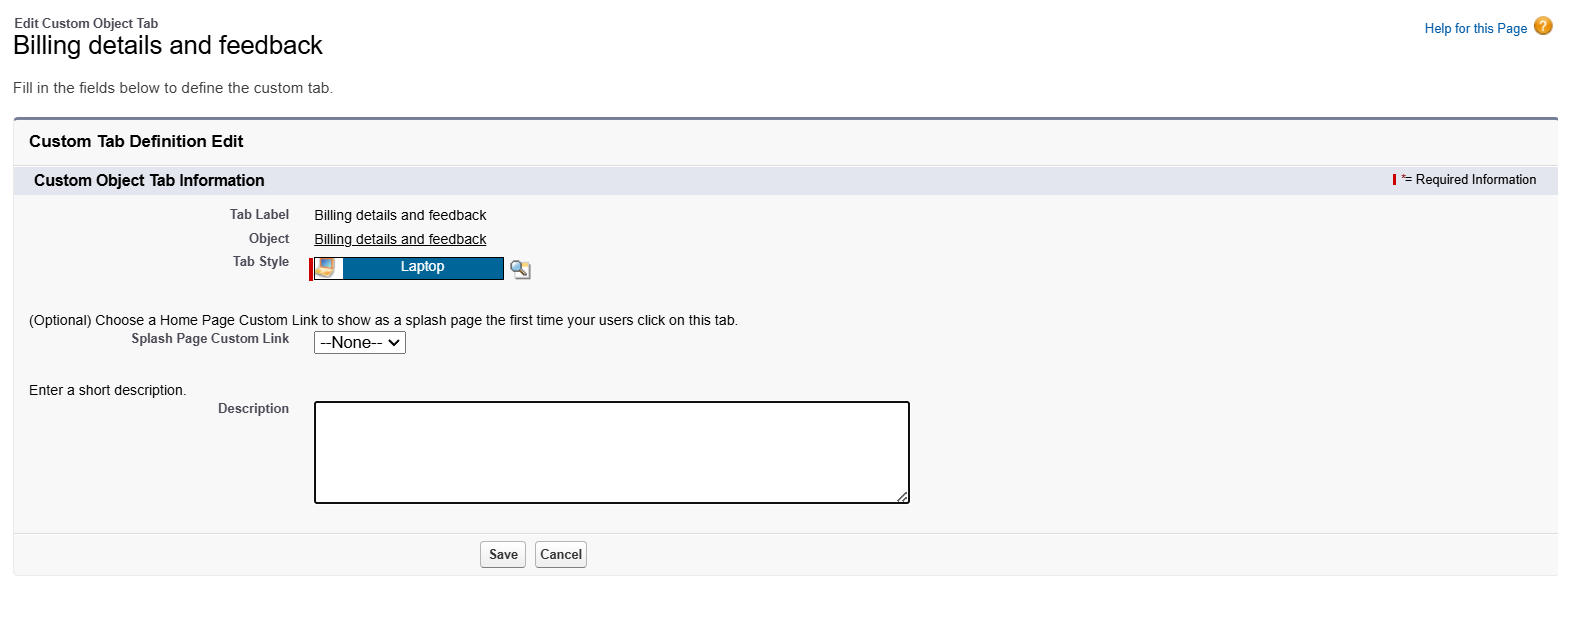 Edit Custom Object Tab
Billing details and feedback
Help for this Page ?
Fill in the fields below to define the custom tab.
Custom Tab Definition Edit
Custom Object Tab Information
*= Required Information
Tab Label Billing details and feedback
Object Billing details and feedback
Tab Style Laptop
(Optional) Choose a Home Page Custom Link to show as a splash page the first time your users click on this tab.
Splash Page Custom Link --None--
Enter a short description.
Description
Save Cancel